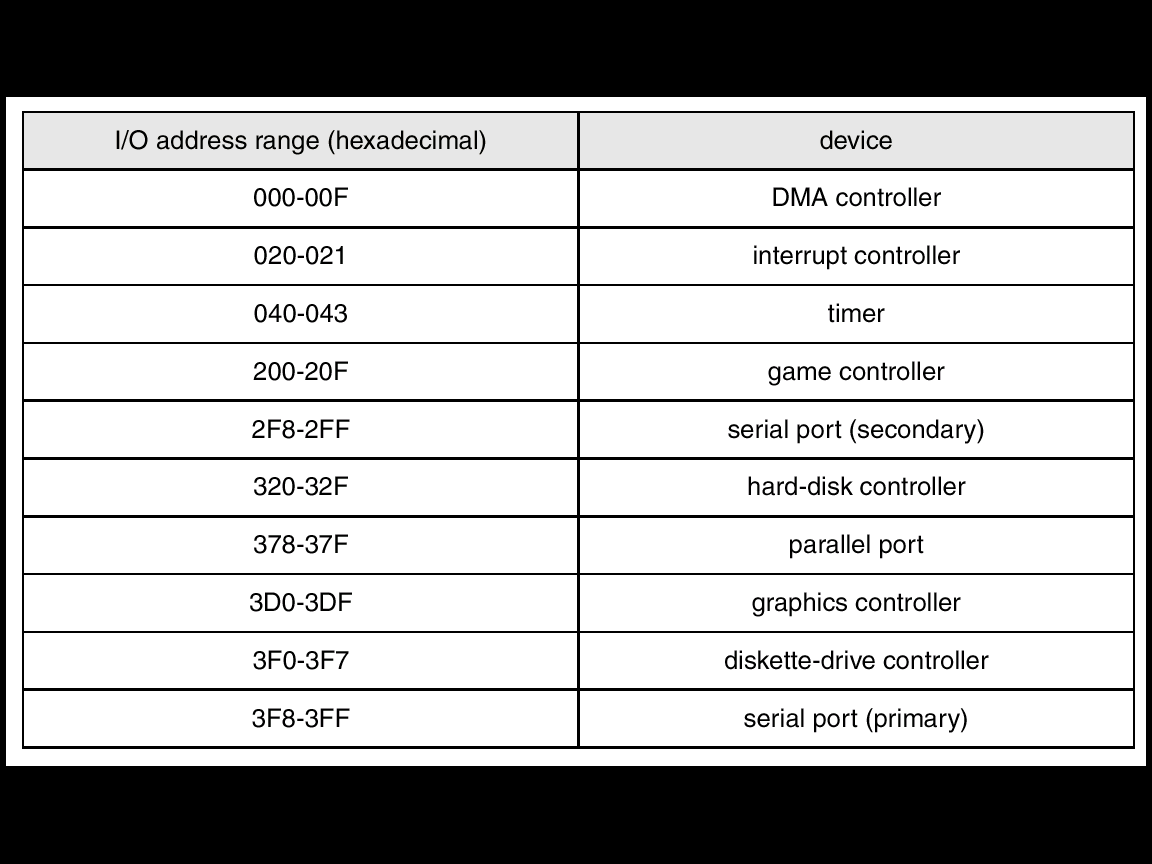 I/O address range (hexadecimal) device
000-00F DMA controller
020-021 interrupt controller
040-043 timer
200-20F game controller
2F8-2FF serial port (secondary)
320-32F hard-disk controller
378-37F parallel port
3D0-3DF graphics controller
3F0-3F7 diskette-drive controller
3F8-3FF serial port (primary)